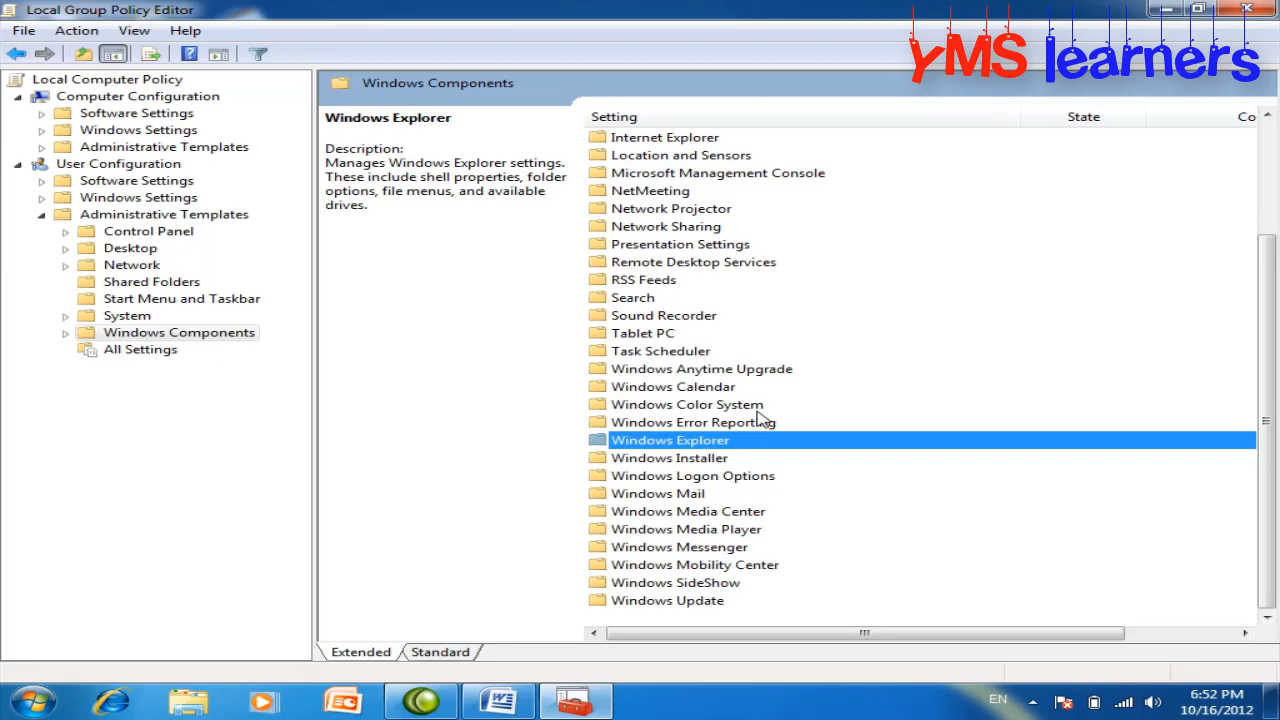 Local Group Policy Editor
File Action View Help
YMS learners
Local Computer Policy
Computer Configuration
Software Settings
Windows Settings
Administrative Templates
User Configuration
Software Settings
Windows Settings
Administrative Templates
Control Panel
Desktop
Network
Shared Folders
Start Menu and Taskbar
System
Windows Components
All Settings
Windows Components
Windows Explorer
Description:
Manages Windows Explorer settings.
These include shell properties, folder
options, file menus, and available
drives.
Setting State Co
Internet Explorer
Location and Sensors
Microsoft Management Console
NetMeeting
Network Projector
Network Sharing
Presentation Settings
Remote Desktop Services
RSS Feeds
Search
Sound Recorder
Tablet PC
Task Scheduler
Windows Anytime Upgrade
Windows Calendar
Windows Color System
Windows Error Reporting
Windows Explorer
Windows Installer
Windows Logon Options
Windows Mail
Windows Media Center
Windows Media Player
Windows Messenger
Windows Mobility Center
Windows SideShow
Windows Update
Extended Standard
EN
6:52 PM
10/16/2012